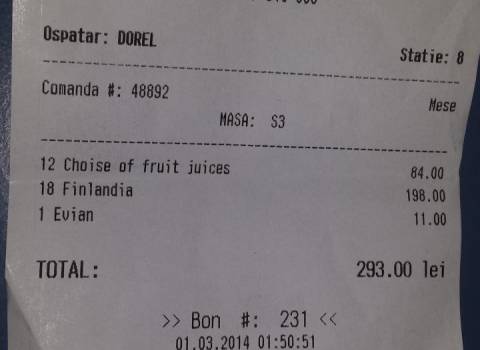 Ospatar: DOREL
Statie: 8
Comanda #: 48892
Mese
MASA: S3
12 Choise of fruit juices 84.00
18 Finlandia 198.00
1 Evian 11.00
TOTAL: 293.00 lei
>> Bon #: 231 <<
01.03.2014 01:50:51